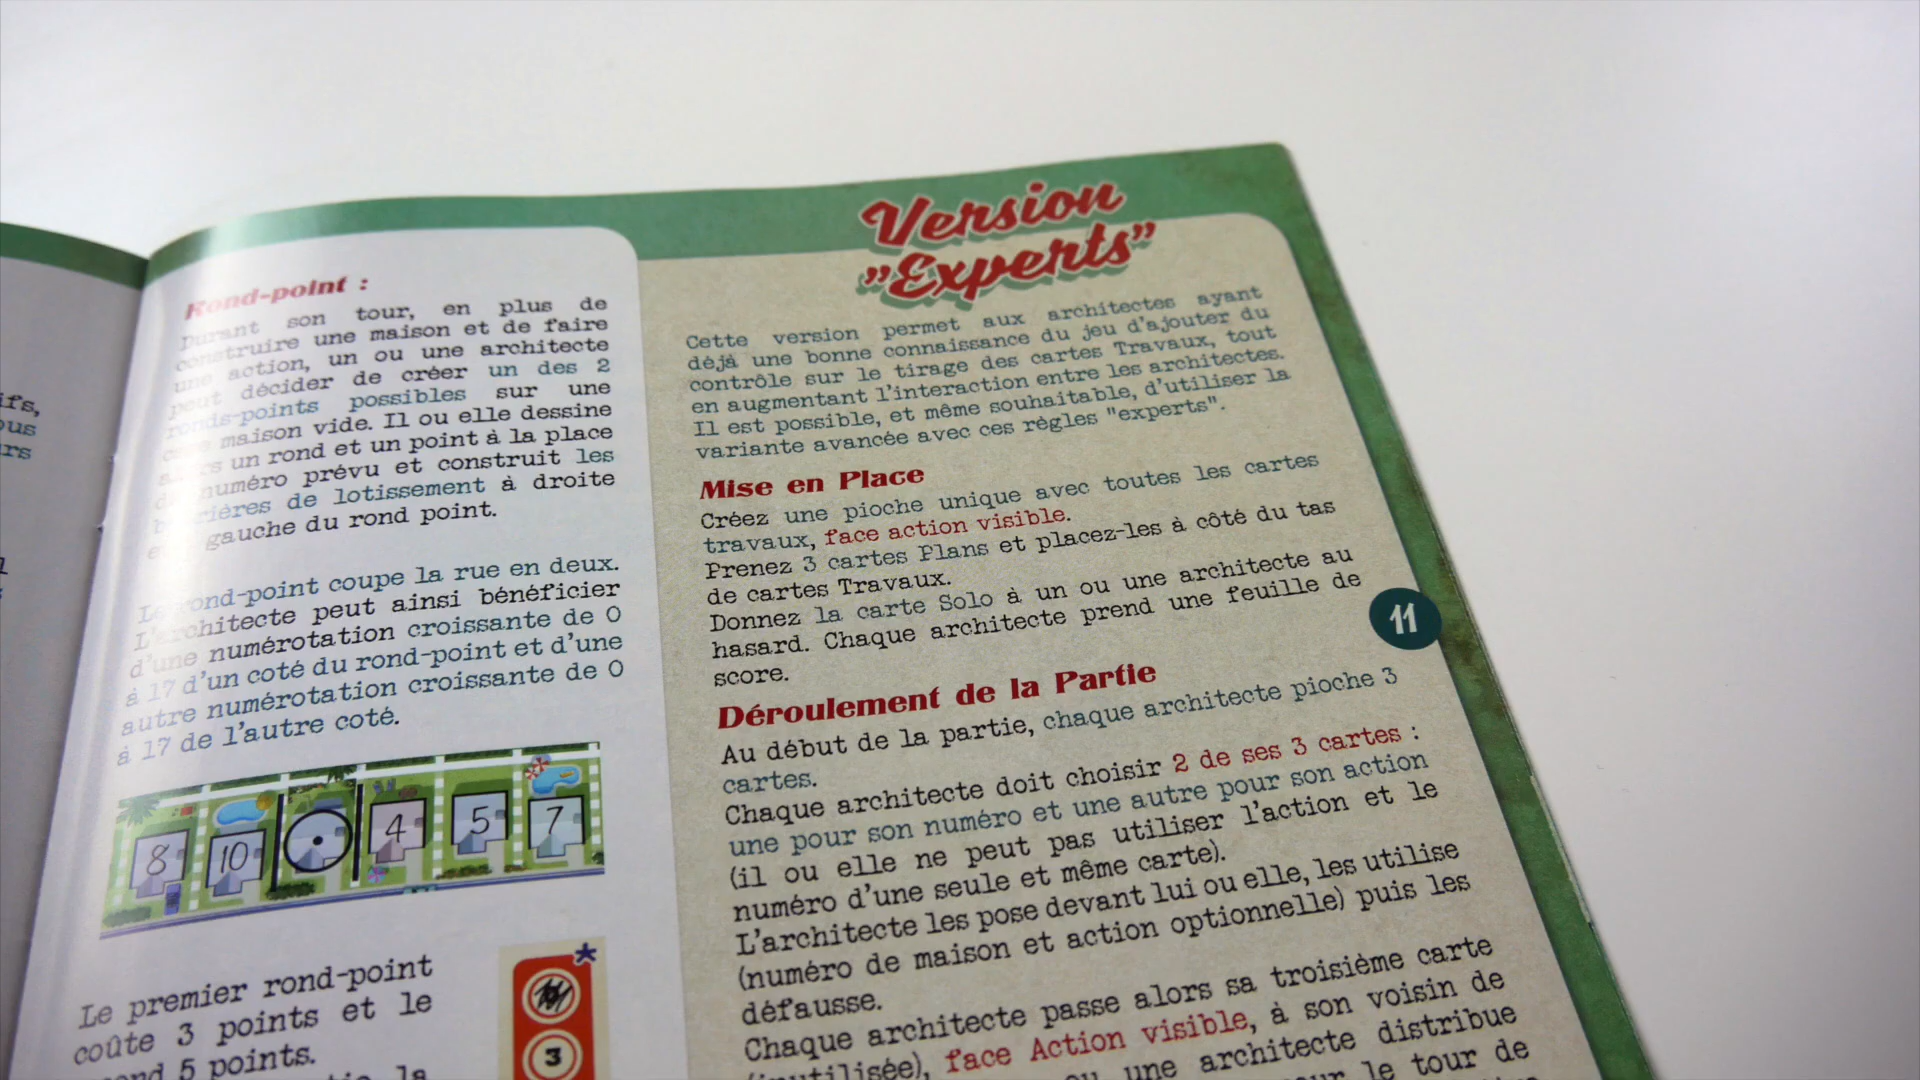 ifs,
ous
rs
Rond-point :
Durant son tour, en plus de
construire une maison et de faire
une action, un ou une architecte
peut décider de créer un des 2
ronds-points possibles sur une
maison vide. Il ou elle dessine
un rond et un point à la place
du numéro prévu et construit les
barrières de lotissement à droite
gauche du rond point.
Le rond-point coupe la rue en deux.
L'architecte peut ainsi bénéficier
d'une numérotation croissante de 0
à 17 d'un coté du rond-point et d'une
autre numérotation croissante de 0
à 17 de l'autre coté.
8 10 4 5 7
Le premier rond-point
coûte 3 points et le
5 points.
la
*
3
Version
"Experts"
Cette version permet aux architectes ayant
déjà une bonne connaissance du jeu d'ajouter du
contrôle sur le tirage des cartes Travaux, tout
en augmentant l'interaction entre les architectes.
Il est possible, et même souhaitable, d'utiliser la
variante avancée avec ces règles "experts".
Mise en Place
Créez une pioche unique avec toutes les cartes
travaux, face action visible.
Prenez 3 cartes Plans et placez-les à côté du tas
de cartes Travaux.
Donnez la carte Solo à un ou une architecte au
hasard. Chaque architecte prend une feuille de
score.
11
Déroulement de la Partie
Au début de la partie, chaque architecte pioche 3
cartes.
Chaque architecte doit choisir 2 de ses 3 cartes :
une pour son numéro et une autre pour son action
(il ou elle ne peut pas utiliser l'action et le
numéro d'une seule et même carte).
L'architecte les pose devant lui ou elle, les utilise
(numéro de maison et action optionnelle) puis les
défausse.
Chaque architecte passe alors sa troisième carte
(inutilisée), face Action visible, à son voisin de
ou une architecte distribue
le tour de